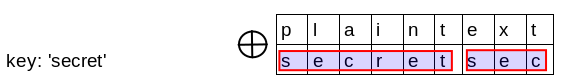 p l a i n t e x t
key: 'secret' s e c r e t s e c